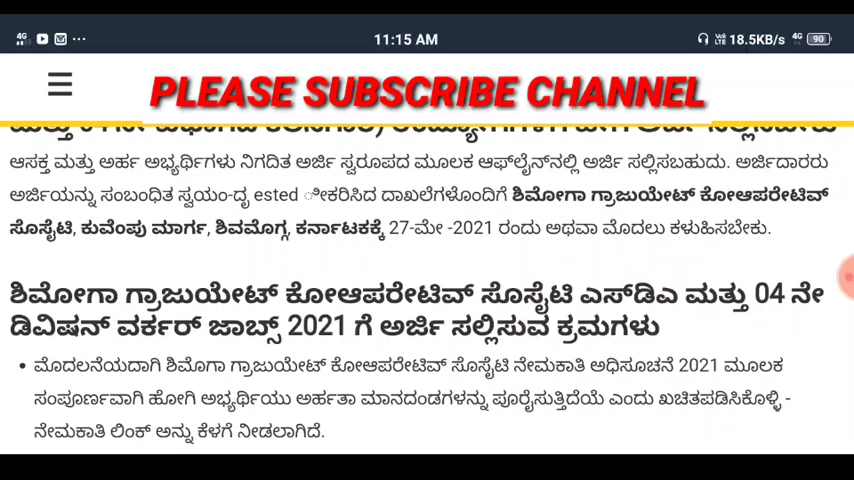 4G
11:15 AM
Vo) LTE 18.5KB/s 4G 90
PLEASE SUBSCRIBE CHANNEL
ಆಸಕ್ತ ಮತ್ತು ಅರ್ಹ ಅಭ್ಯರ್ಥಿಗಳು ನಿಗದಿತ ಅರ್ಜಿ ಸ್ವರೂಪದ ಮೂಲಕ ಆಫ್‌ಲೈನ್‌ನಲ್ಲಿ ಅರ್ಜಿ ಸಲ್ಲಿಸಬಹುದು. ಅರ್ಜಿದಾರರು
ಅರ್ಜಿಯನ್ನು ಸಂಬಂಧಿತ ಸ್ವಯಂ-ದೃ ested ೀಕರಿಸಿದ ದಾಖಲೆಗಳೊಂದಿಗೆ ಶಿಮೋಗಾ ಗ್ರಾಜುಯೇಟ್ ಕೋಆಪರೇಟಿವ್
ಸೊಸೈಟಿ, ಕುವೆಂಪು ಮಾರ್ಗ, ಶಿವಮೊಗ್ಗ, ಕರ್ನಾಟಕಕ್ಕೆ 27-ಮೇ -2021 ರಂದು ಅಥವಾ ಮೊದಲು ಕಳುಹಿಸಬೇಕು.
ಶಿಮೋಗಾ ಗ್ರಾಜುಯೇಟ್ ಕೋಆಪರೇಟಿವ್ ಸೊಸೈಟಿ ಎಸ್‌ಡಿಎ ಮತ್ತು 04 ನೇ
ಡಿವಿಷನ್ ವರ್ಕರ್ ಜಾಬ್ಸ್ 2021 ಗೆ ಅರ್ಜಿ ಸಲ್ಲಿಸುವ ಕ್ರಮಗಳು
• ಮೊದಲನೆಯದಾಗಿ ಶಿಮೋಗಾ ಗ್ರಾಜುಯೇಟ್ ಕೋಆಪರೇಟಿವ್ ಸೊಸೈಟಿ ನೇಮಕಾತಿ ಅಧಿಸೂಚನೆ 2021 ಮೂಲಕ
ಸಂಪೂರ್ಣವಾಗಿ ಹೋಗಿ ಅಭ್ಯರ್ಥಿಯು ಅರ್ಹತಾ ಮಾನದಂಡಗಳನ್ನು ಪೂರೈಸುತ್ತಿದೆಯೆ ಎಂದು ಖಚಿತಪಡಿಸಿಕೊಳ್ಳಿ -
ನೇಮಕಾತಿ ಲಿಂಕ್ ಅನ್ನು ಕೆಳಗೆ ನೀಡಲಾಗಿದೆ.